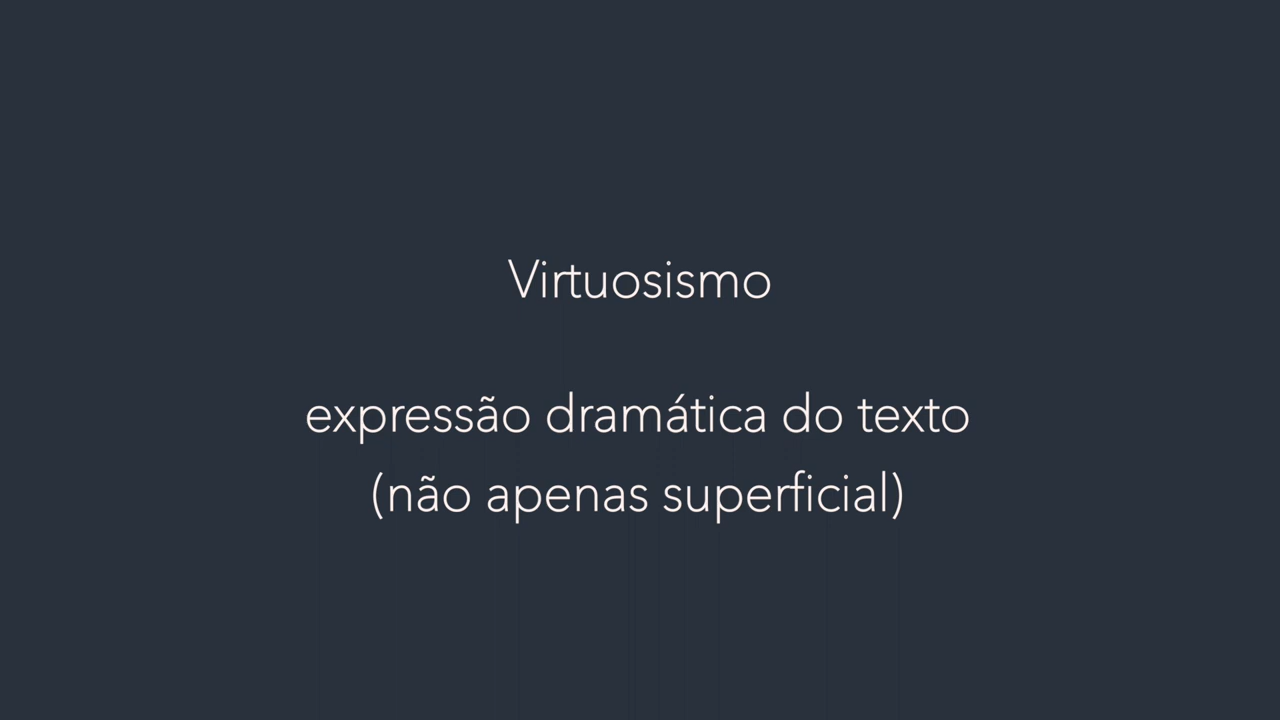 Virtuosismo
expressão dramática do texto
(não apenas superficial)